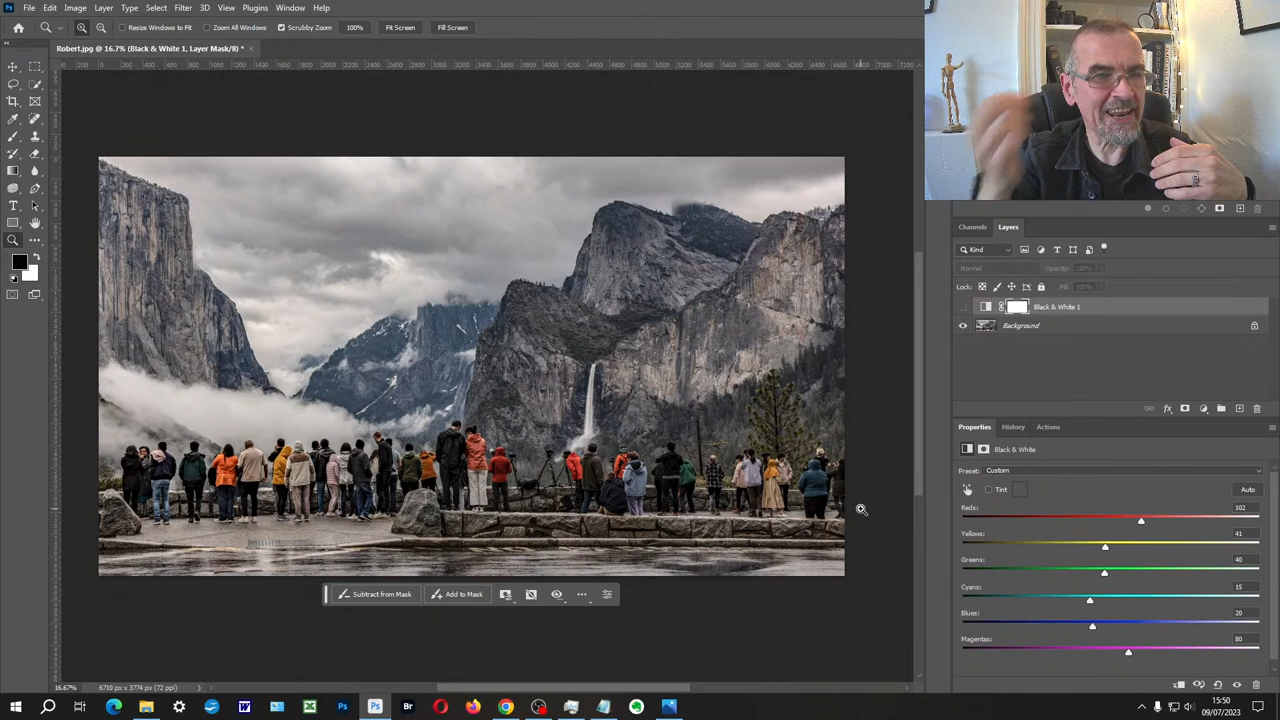 File Edit Image Layer Type Select Filter 3D View Plugins Window Help
Resize Windows to Fit Zoom All Windows Scrubby Zoom 100% Fit Screen Fill Screen
Robert.jpg @ 16.7% (Black & White 1, Layer Mask/8) *
Channels Layers
Kind
Normal Opacity: 100%
Lock: Fill: 100%
Black & White 1
Background
Properties History Actions
Black & White
Preset: Custom
Tint Auto
Reds: 102
Yellows: 41
Greens: 40
Cyans: 15
Blues: 20
Magentas: 80
Subtract from Mask Add to Mask
16.67% 6710 px x 3774 px (72 ppi)
15:50
09/07/2023